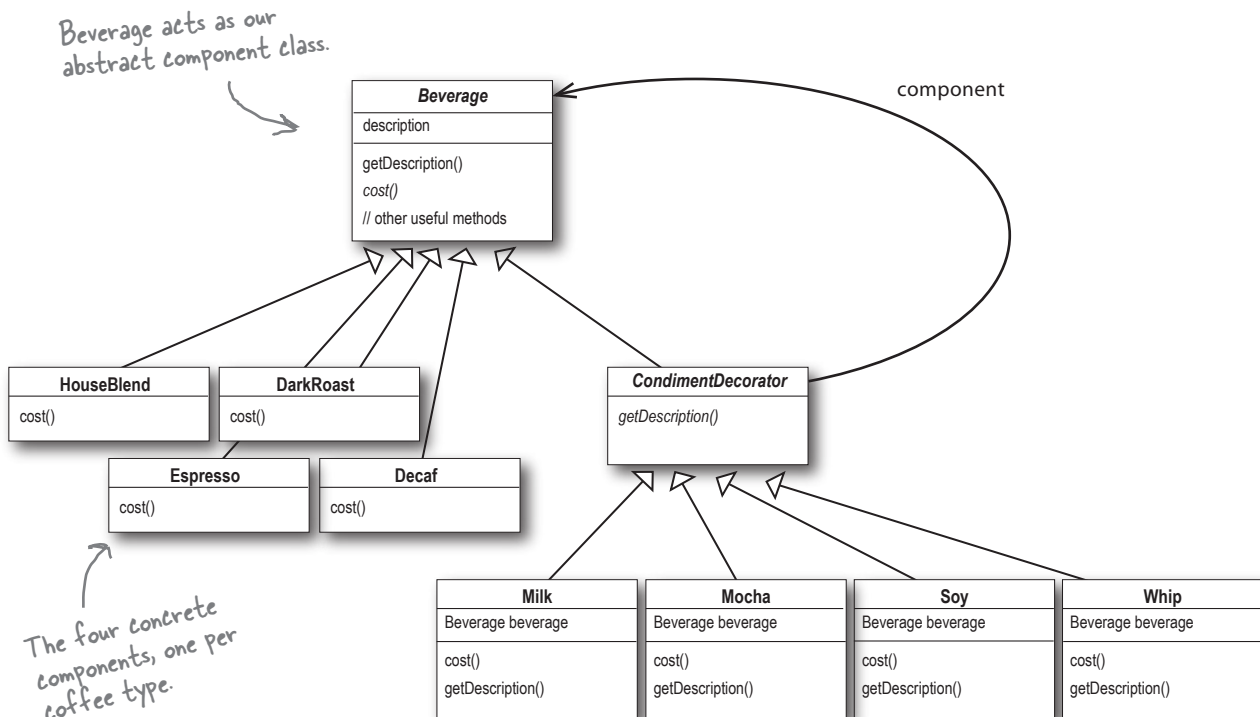 Beverage acts as our
abstract component class.
component
Beverage
description
getDescription()
cost()
// other useful methods
HouseBlend
cost()
DarkRoast
cost()
CondimentDecorator
getDescription()
Espresso
cost()
Decaf
cost()
The four concrete
components, one per
coffee type.
Milk
Beverage beverage
cost()
getDescription()
Mocha
Beverage beverage
cost()
getDescription()
Soy
Beverage beverage
cost()
getDescription()
Whip
Beverage beverage
cost()
getDescription()